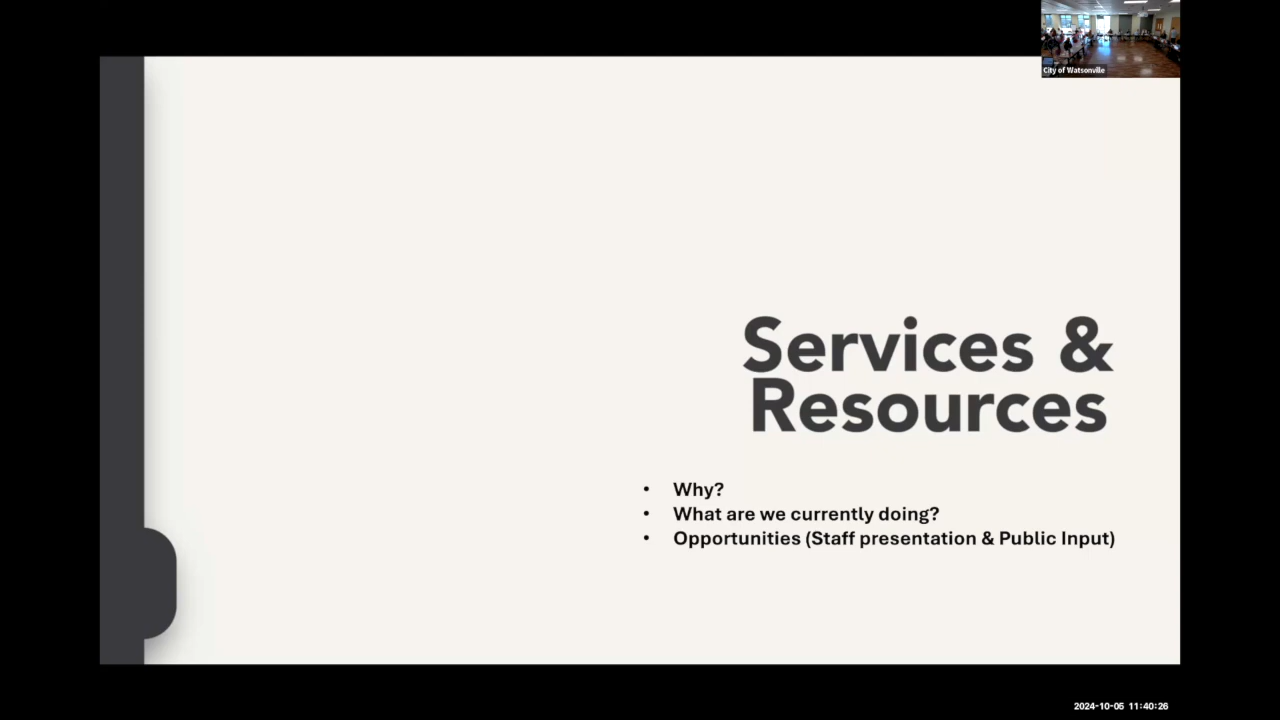 City of Watsonville
Services &
Resources
• Why?
• What are we currently doing?
• Opportunities (Staff presentation & Public Input)
2024-10-05 11:40:26